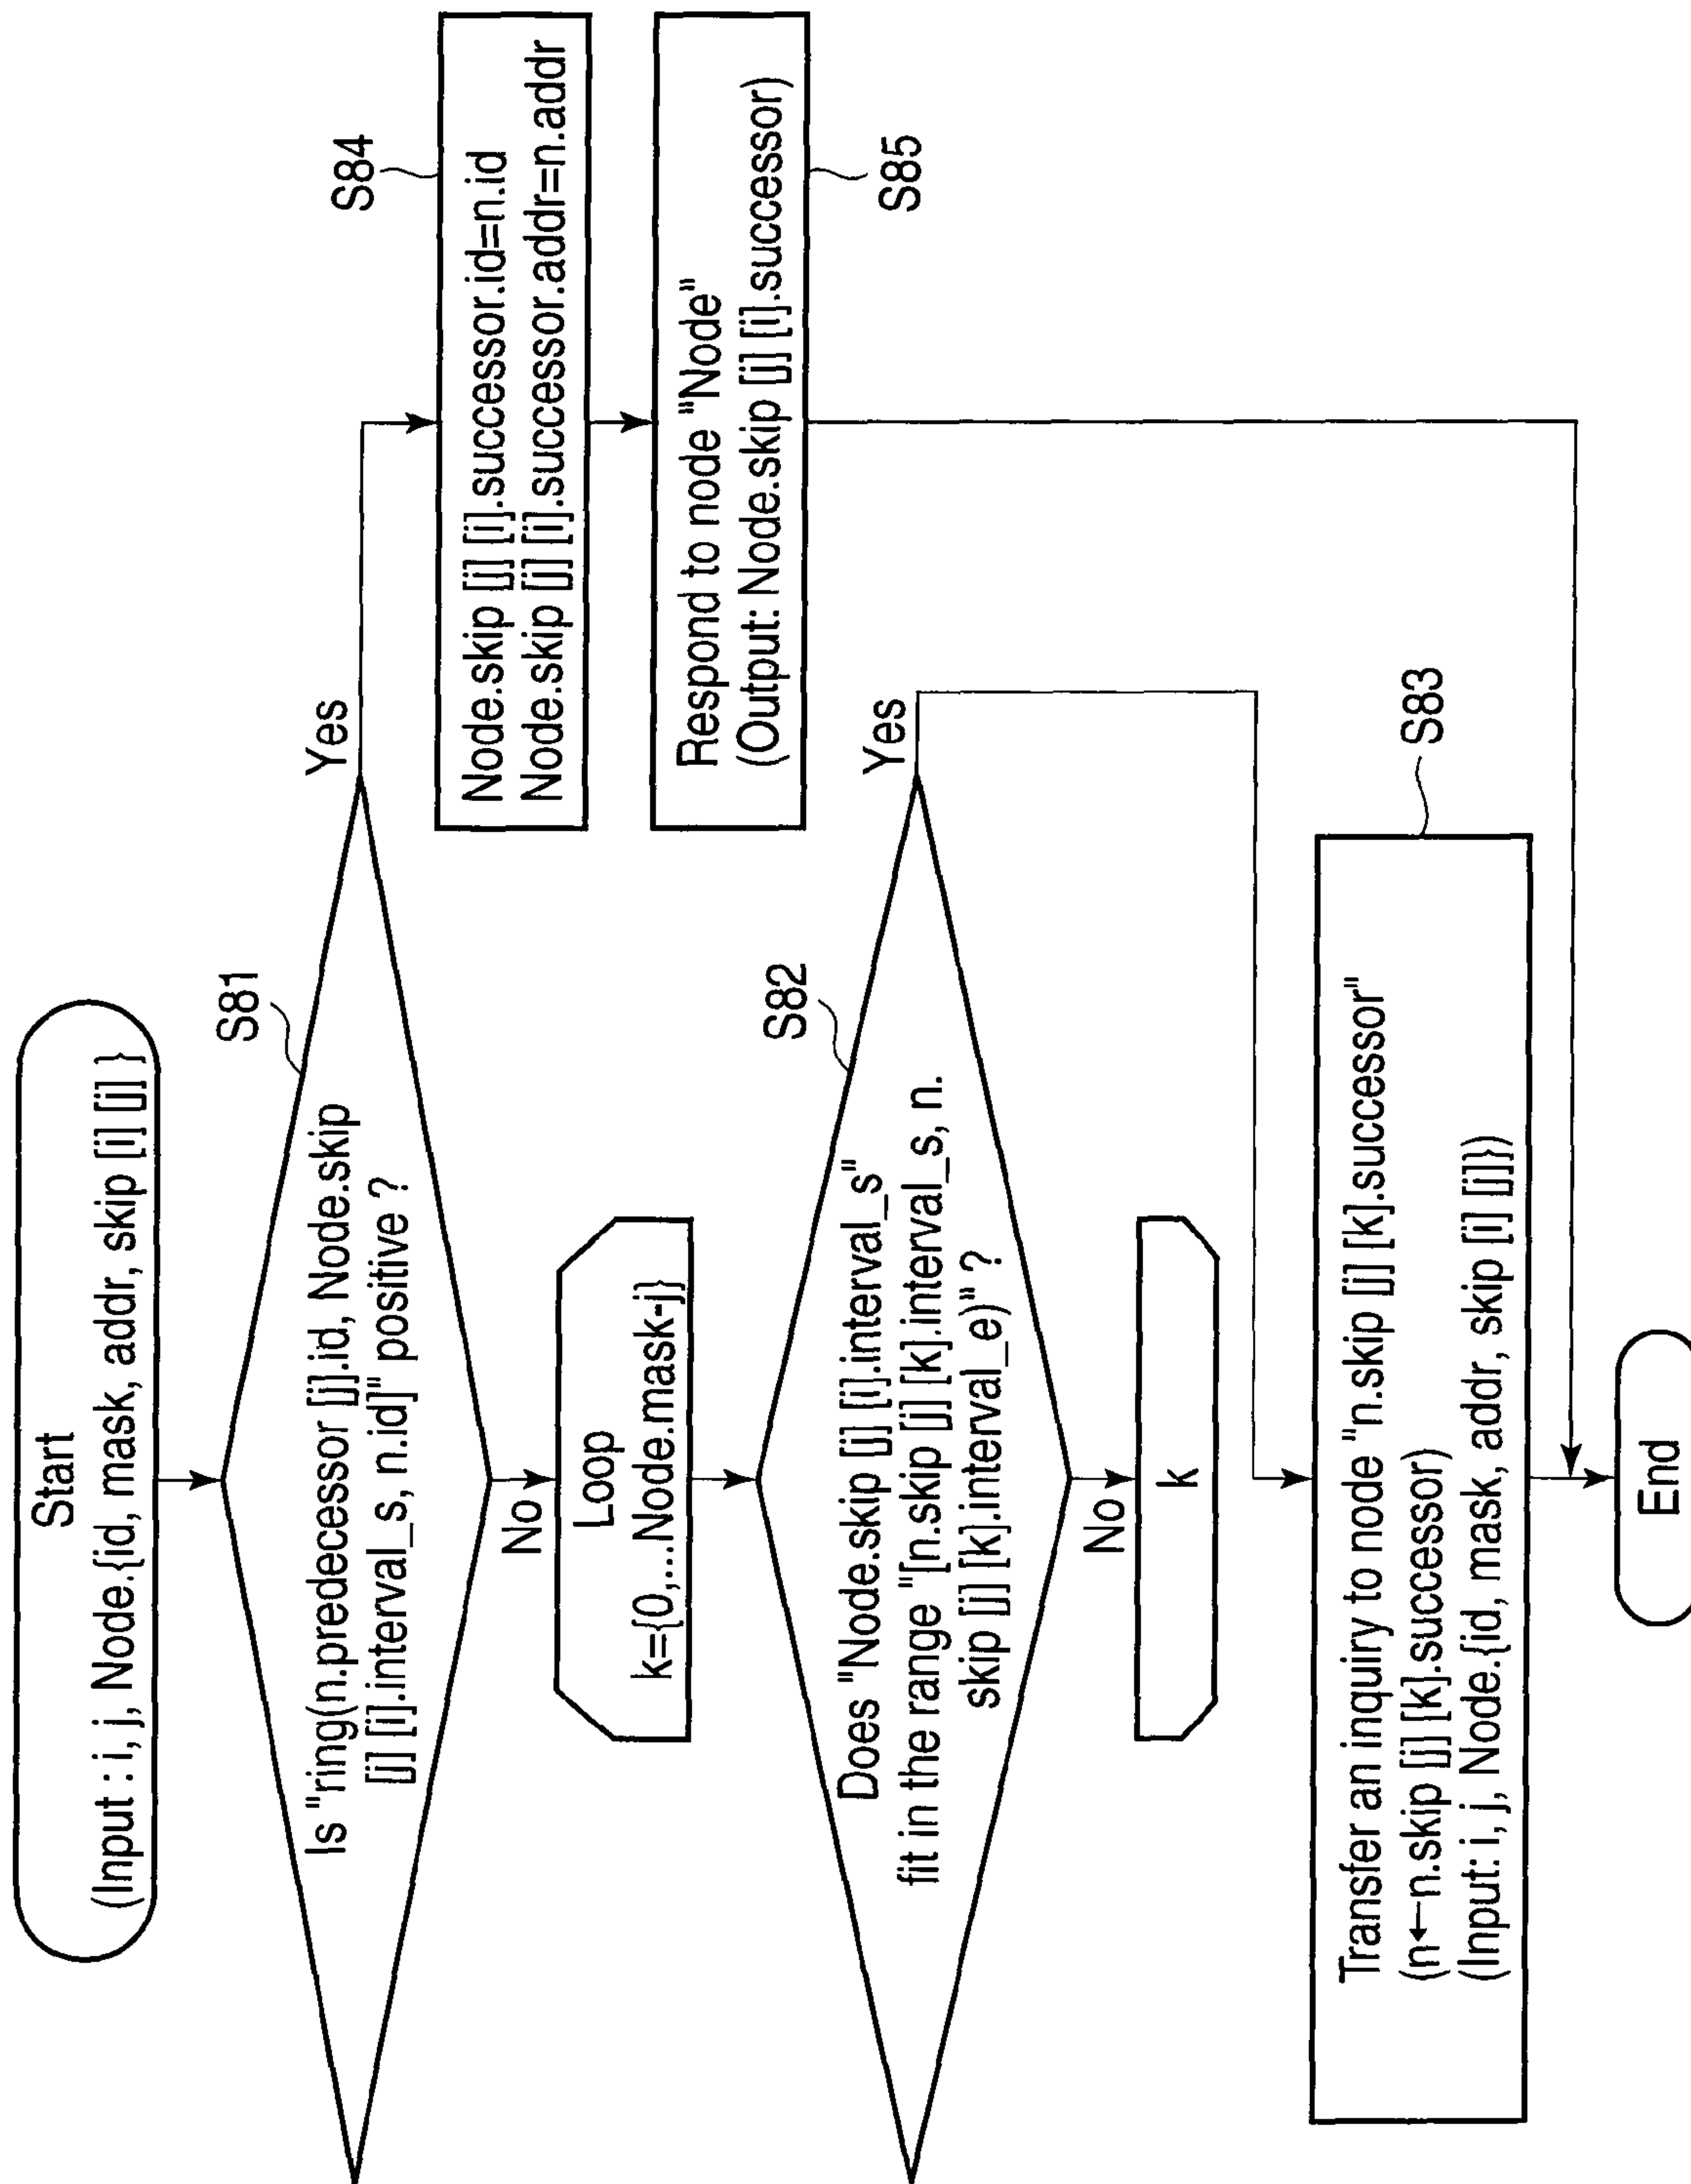 Start
(Input : i, j, Node.{id, mask, addr, skip [i] [j] }
S81
Is "ring(n.predecessor [j].id, Node.skip
[j] [i].interval_s, n.id]" positive ?
Yes
No
S84
Node.skip [j] [i].successor.id=n.id
Node.skip [j] [i].successor.addr=n.addr
Respond to node "Node"
(Output: Node.skip [j] [i].successor)
S85
Loop
k={0,...Node.mask-j}
S82
Does "Node.skip [j] [i].interval_s"
fit in the range "[n.skip [j] [k].interval_s, n.
skip [j] [k].interval_e)" ?
Yes
No
k
S83
Transfer an inquiry to node "n.skip [j] [k].successor"
(n←n.skip [j] [k].successor)
(Input: i, j, Node.{id, mask, addr, skip [i] [j]})
End